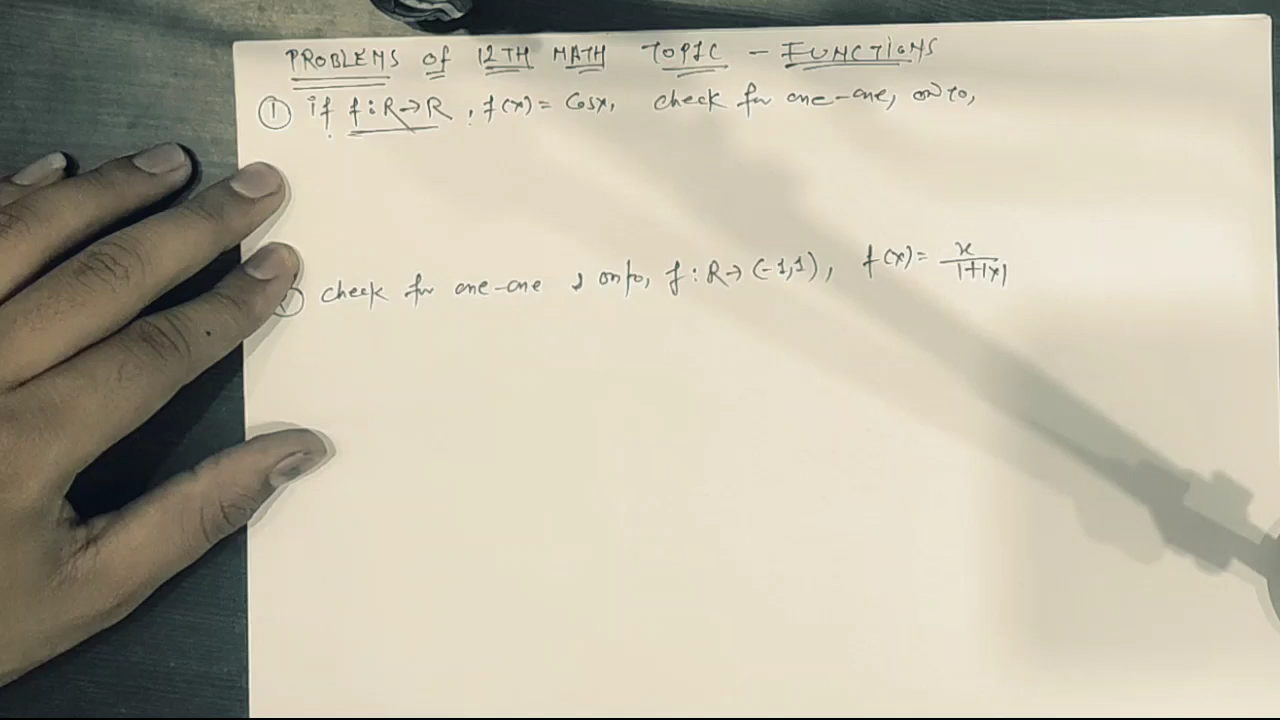 PROBLEMS of 12TH MATH TOPIC - FUNCTIONS
① if f:R→R, f(x) = Cosx, check for one-one, onto,
check for one-one & onto, f:R→(-1,1), f(x) = x/1+|x|